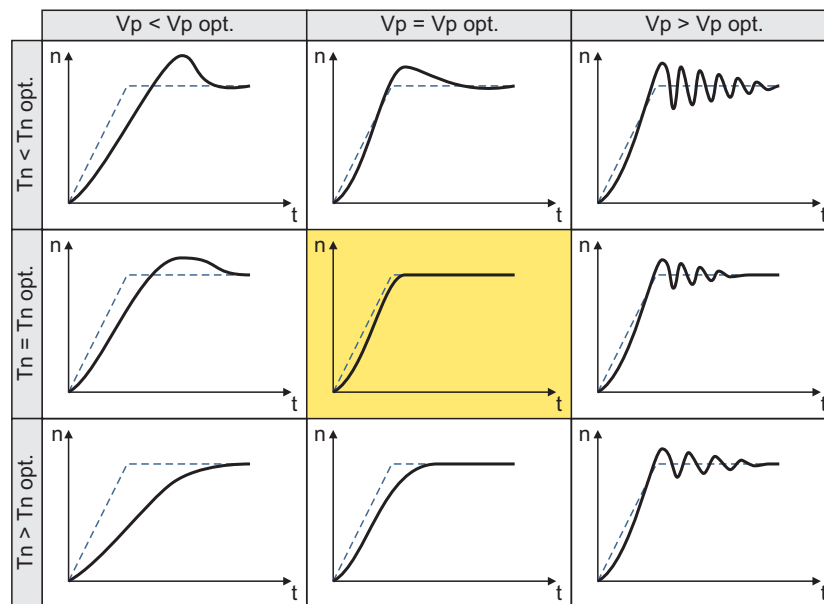 Vp < Vp opt.
Vp = Vp opt.
Vp > Vp opt.
Tn < Tn opt.
n
t
n
t
n
t
Tn = Tn opt.
n
t
n
t
n
t
Tn > Tn opt.
n
t
n
t
n
t